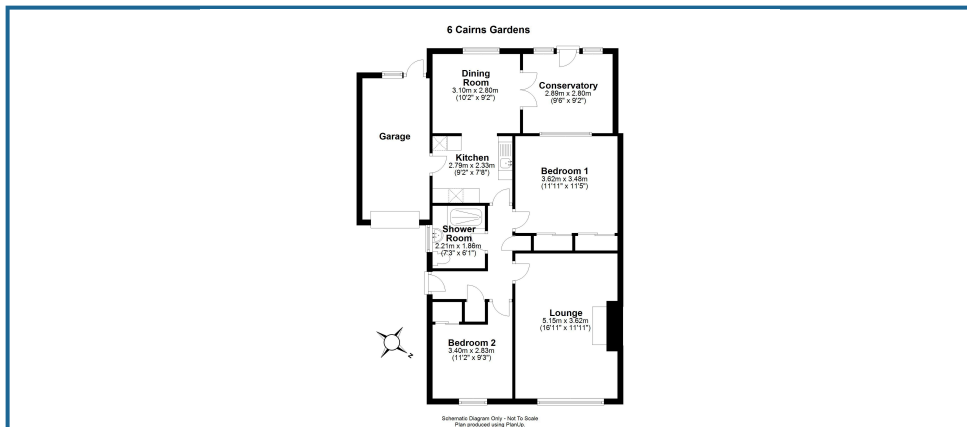 6 Cairns Gardens
Dining
Room
3.10m x 2.80m
(10'2" x 9'2")
Conservatory
2.89m x 2.80m
(9'6" x 9'2")
Garage
Kitchen
2.79m x 2.33m
(9'2" x 7'8")
Bedroom 1
3.62m x 3.48m
(11'11" x 11'5")
Shower
Room
2.21m x 1.86m
(7'3" x 6'1")
Lounge
5.15m x 3.62m
(16'11" x 11'11")
Bedroom 2
3.40m x 2.83m
(11'2" x 9'3")
N
Schematic Diagram Only - Not To Scale
Plan produced using PlanUp.